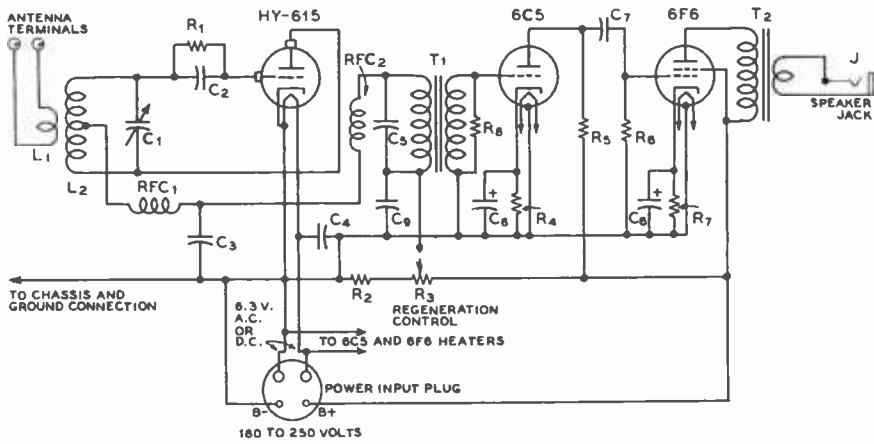 ANTENNA
TERMINALS
R1
HY-615
C2
RFC2
T1
6C5
C7
6F6
T2
J
SPEAKER
JACK
L1
L2
C1
C5
R6
R5
R6
RFC1
C3
C4
C9
C6
R4
C6
R7
TO CHASSIS AND
GROUND CONNECTION
R2
R3
REGENERATION
CONTROL
6.3 V.
A.C.
OR
D.C.
TO 6C5 AND 6F6 HEATERS
POWER INPUT PLUG
B-
B+
180 TO 250 VOLTS